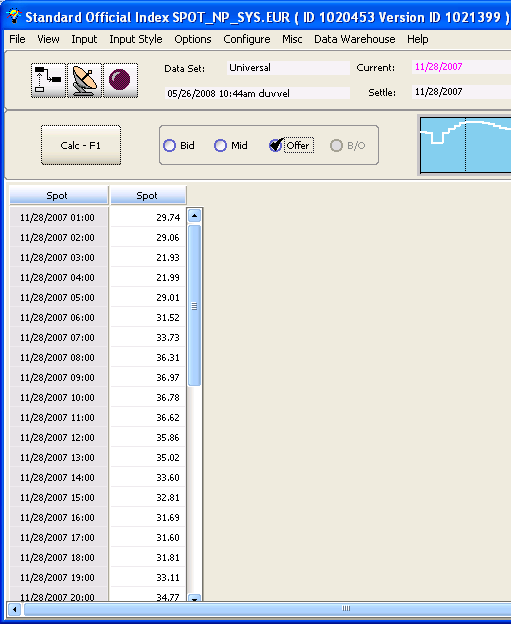 Standard Official Index SPOT_NP_SYS.EUR ( ID 1020453 Version ID 1021399 )
File View Input Input Style Options Configure Misc Data Warehouse Help
Data Set: Universal Current: 11/28/2007
05/26/2008 10:44am duvvel Settle: 11/28/2007
Calc - F1 Bid Mid Offer B/O
Spot Spot
11/28/2007 01:00 29.74
11/28/2007 02:00 29.06
11/28/2007 03:00 21.93
11/28/2007 04:00 21.99
11/28/2007 05:00 29.01
11/28/2007 06:00 31.52
11/28/2007 07:00 33.73
11/28/2007 08:00 36.31
11/28/2007 09:00 36.97
11/28/2007 10:00 36.78
11/28/2007 11:00 36.62
11/28/2007 12:00 35.86
11/28/2007 13:00 35.02
11/28/2007 14:00 33.60
11/28/2007 15:00 32.81
11/28/2007 16:00 31.69
11/28/2007 17:00 31.60
11/28/2007 18:00 31.81
11/28/2007 19:00 33.11
11/28/2007 20:00 34.77